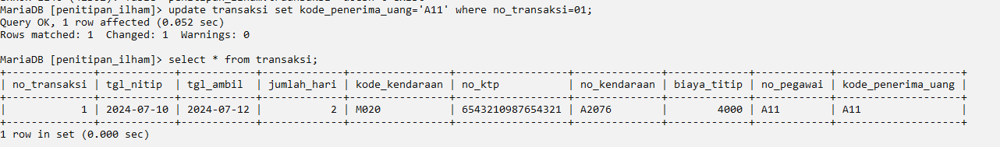 MariaDB [penitipan_ilham]> update transaksi set kode_penerima_uang='A11' where no_transaksi=01;
Query OK, 1 row affected (0.052 sec)
Rows matched: 1  Changed: 1  Warnings: 0
MariaDB [penitipan_ilham]> select * from transaksi;
+--------------+------------+------------+-------------+----------------+------------------+--------------+-------------+------------+--------------------+
| no_transaksi | tgl_nitip  | tgl_ambil  | jumlah_hari | kode_kendaraan | no_ktp           | no_kendaraan | biaya_titip | no_pegawai | kode_penerima_uang |
+--------------+------------+------------+-------------+----------------+------------------+--------------+-------------+------------+--------------------+
|            1 | 2024-07-10 | 2024-07-12 |           2 | M020           | 6543210987654321 | A2076        |        4000 | A11        | A11                |
+--------------+------------+------------+-------------+----------------+------------------+--------------+-------------+------------+--------------------+
1 row in set (0.000 sec)